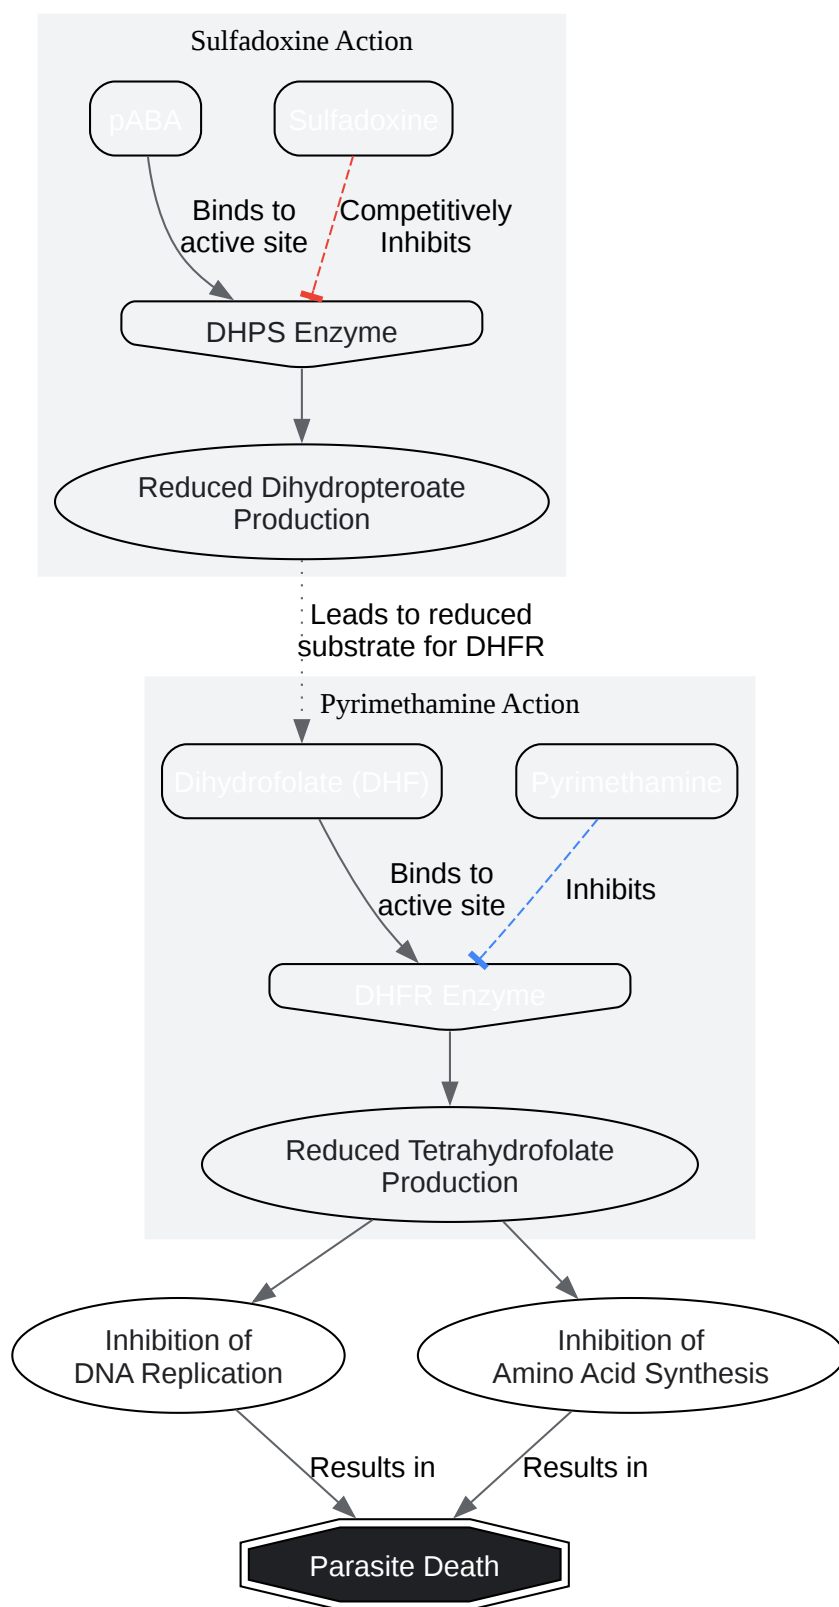 Sulfadoxine Action
pABA
Sulfadoxine
Binds to
active site
Competitively
Inhibits
DHPS Enzyme
Reduced Dihydropteroate
Production
Leads to reduced
substrate for DHFR
Pyrimethamine Action
Dihydrofolate (DHF)
Pyrimethamine
Binds to
active site
Inhibits
DHFR Enzyme
Reduced Tetrahydrofolate
Production
Inhibition of
DNA Replication
Inhibition of
Amino Acid Synthesis
Results in
Results in
Parasite Death